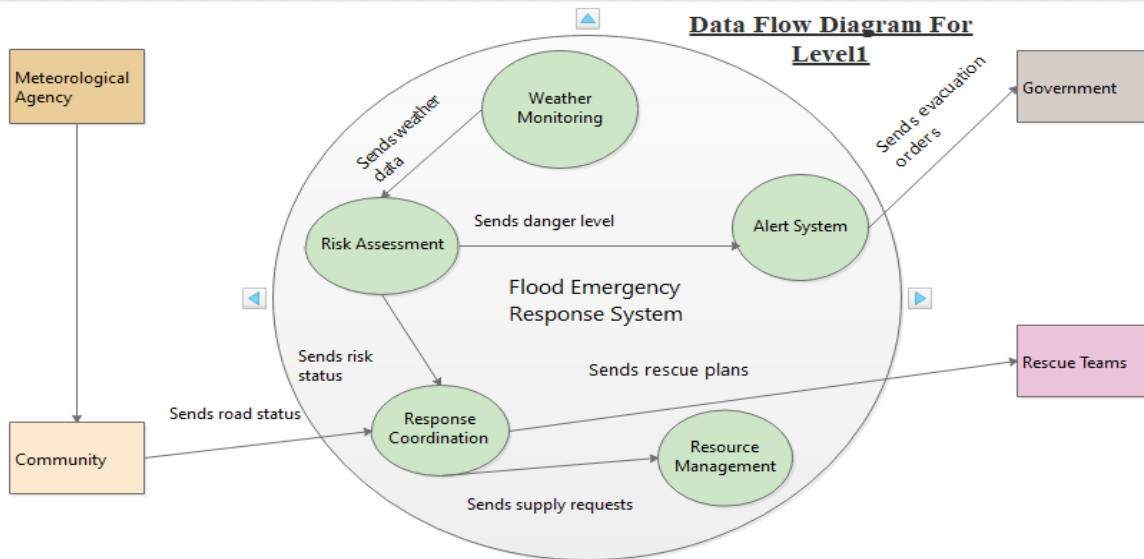 Data Flow Diagram For
Level1
Meteorological
Agency
Weather
Monitoring
Government
Sends weather
data
Sends evacuation
orders
Risk Assessment
Sends danger level
Alert System
Flood Emergency
Response System
Sends risk
status
Sends rescue plans
Rescue Teams
Sends road status
Community
Response
Coordination
Resource
Management
Sends supply requests